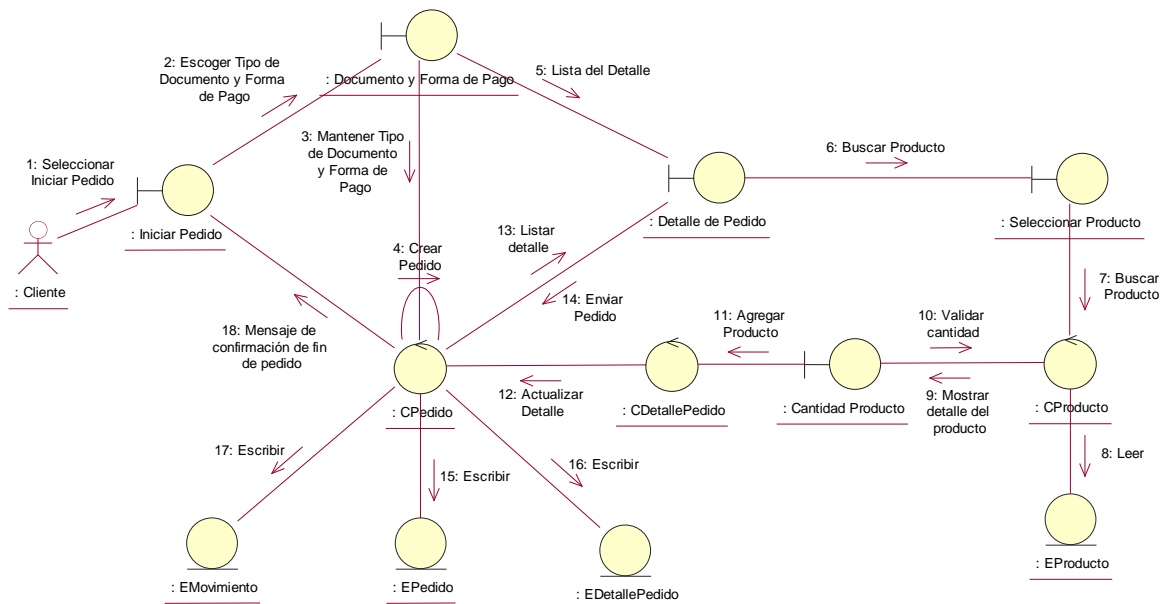 2: Escoger Tipo de
Documento y Forma
de Pago
: Documento y Forma de Pago
5: Lista del Detalle
3: Mantener Tipo
de Documento
y Forma de
Pago
6: Buscar Producto
1: Seleccionar
Iniciar Pedido
: Iniciar Pedido
: Detalle de Pedido
: Seleccionar Producto
4: Crear
Pedido
13: Listar
detalle
: Cliente
14: Enviar
Pedido
7: Buscar
Producto
18: Mensaje de
confirmación de fin
de pedido
11: Agregar
Producto
10: Validar
cantidad
: CPedido
12: Actualizar
Detalle
: CDetallePedido
: Cantidad Producto
9: Mostrar
detalle del
producto
: CProducto
17: Escribir
15: Escribir
16: Escribir
8: Leer
: EMovimiento
: EPedido
: EDetallePedido
: EProducto